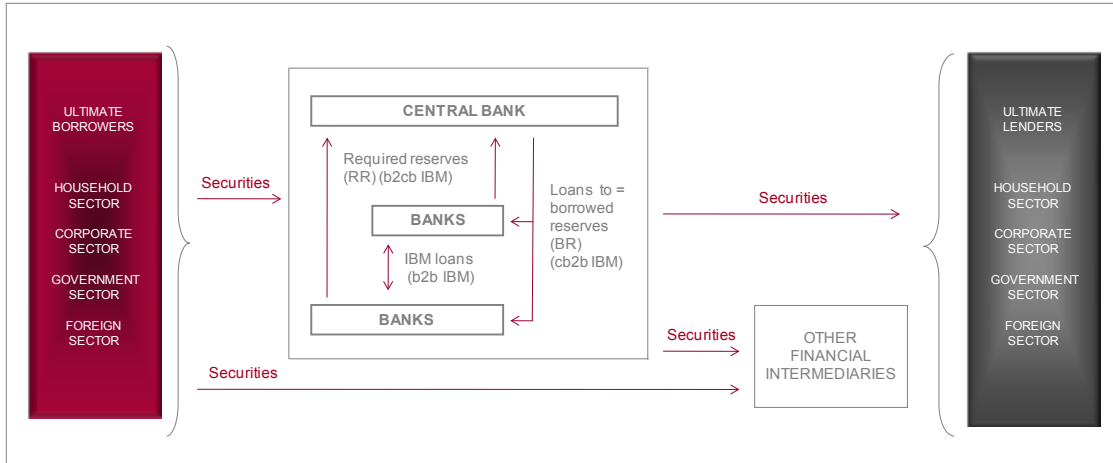 ULTIMATE
BORROWERS
HOUSEHOLD
SECTOR
CORPORATE
SECTOR
GOVERNMENT
SECTOR
FOREIGN
SECTOR
Securities
Securities
CENTRAL BANK
Required reserves
(RR) (b2cb IBM)
BANKS
IBM loans
(b2b IBM)
BANKS
Loans to =
borrowed
reserves
(BR)
(cb2b IBM)
Securities
Securities
OTHER
FINANCIAL
INTERMEDIARIES
ULTIMATE
LENDERS
HOUSEHOLD
SECTOR
CORPORATE
SECTOR
GOVERNMENT
SECTOR
FOREIGN
SECTOR